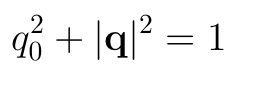 $q_0^2 + |\mathbf{q}|^2 = 1$